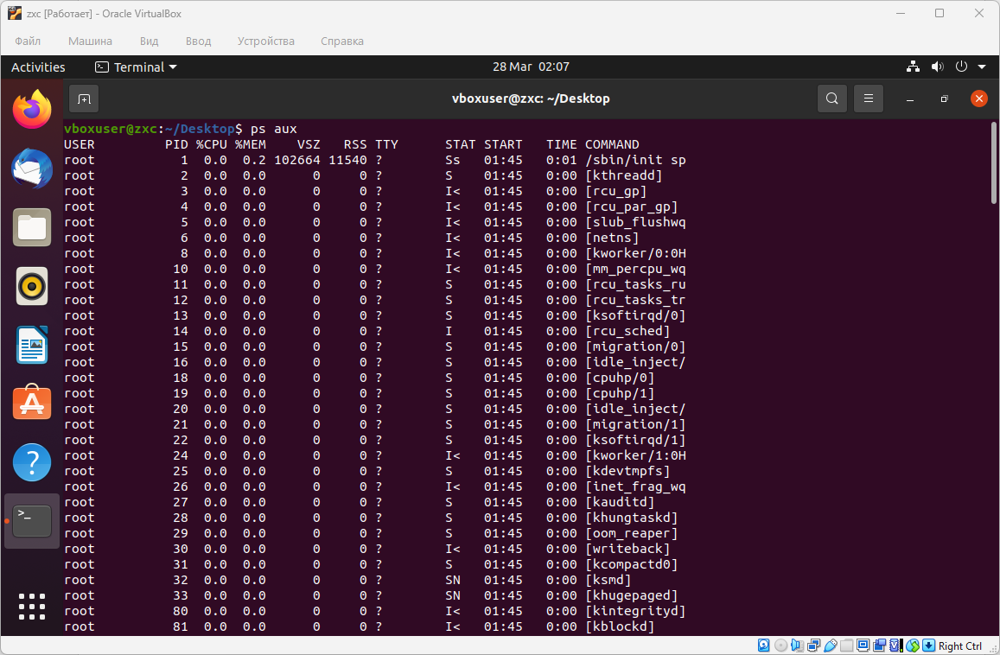 zxc [Работает] - Oracle VirtualBox
Файл Машина Вид Ввод Устройства Справка
Activities Terminal 28 Mar 02:07
vboxuser@zxc: ~/Desktop
vboxuser@zxc:~/Desktop$ ps aux
USER PID %CPU %MEM VSZ RSS TTY STAT START TIME COMMAND
root 1 0.0 0.2 102664 11540 ? Ss 01:45 0:01 /sbin/init sp
root 2 0.0 0.0 0 0 ? S 01:45 0:00 [kthreadd]
root 3 0.0 0.0 0 0 ? I< 01:45 0:00 [rcu_gp]
root 4 0.0 0.0 0 0 ? I< 01:45 0:00 [rcu_par_gp]
root 5 0.0 0.0 0 0 ? I< 01:45 0:00 [slub_flushwq
root 6 0.0 0.0 0 0 ? I< 01:45 0:00 [netns]
root 8 0.0 0.0 0 0 ? I< 01:45 0:00 [kworker/0:0H
root 10 0.0 0.0 0 0 ? I< 01:45 0:00 [mm_percpu_wq
root 11 0.0 0.0 0 0 ? S 01:45 0:00 [rcu_tasks_ru
root 12 0.0 0.0 0 0 ? S 01:45 0:00 [rcu_tasks_tr
root 13 0.0 0.0 0 0 ? S 01:45 0:00 [ksoftirqd/0]
root 14 0.0 0.0 0 0 ? I 01:45 0:00 [rcu_sched]
root 15 0.0 0.0 0 0 ? S 01:45 0:00 [migration/0]
root 16 0.0 0.0 0 0 ? S 01:45 0:00 [idle_inject/
root 18 0.0 0.0 0 0 ? S 01:45 0:00 [cpuhp/0]
root 19 0.0 0.0 0 0 ? S 01:45 0:00 [cpuhp/1]
root 20 0.0 0.0 0 0 ? S 01:45 0:00 [idle_inject/
root 21 0.0 0.0 0 0 ? S 01:45 0:00 [migration/1]
root 22 0.0 0.0 0 0 ? S 01:45 0:00 [ksoftirqd/1]
root 24 0.0 0.0 0 0 ? I< 01:45 0:00 [kworker/1:0H
root 25 0.0 0.0 0 0 ? S 01:45 0:00 [kdevtmpfs]
root 26 0.0 0.0 0 0 ? I< 01:45 0:00 [inet_frag_wq
root 27 0.0 0.0 0 0 ? S 01:45 0:00 [kauditd]
root 28 0.0 0.0 0 0 ? S 01:45 0:00 [khungtaskd]
root 29 0.0 0.0 0 0 ? S 01:45 0:00 [oom_reaper]
root 30 0.0 0.0 0 0 ? I< 01:45 0:00 [writeback]
root 31 0.0 0.0 0 0 ? S 01:45 0:00 [kcompactd0]
root 32 0.0 0.0 0 0 ? SN 01:45 0:00 [ksmd]
root 33 0.0 0.0 0 0 ? SN 01:45 0:00 [khugepaged]
root 80 0.0 0.0 0 0 ? I< 01:45 0:00 [kintegrityd]
root 81 0.0 0.0 0 0 ? I< 01:45 0:00 [kblockd]
Right Ctrl